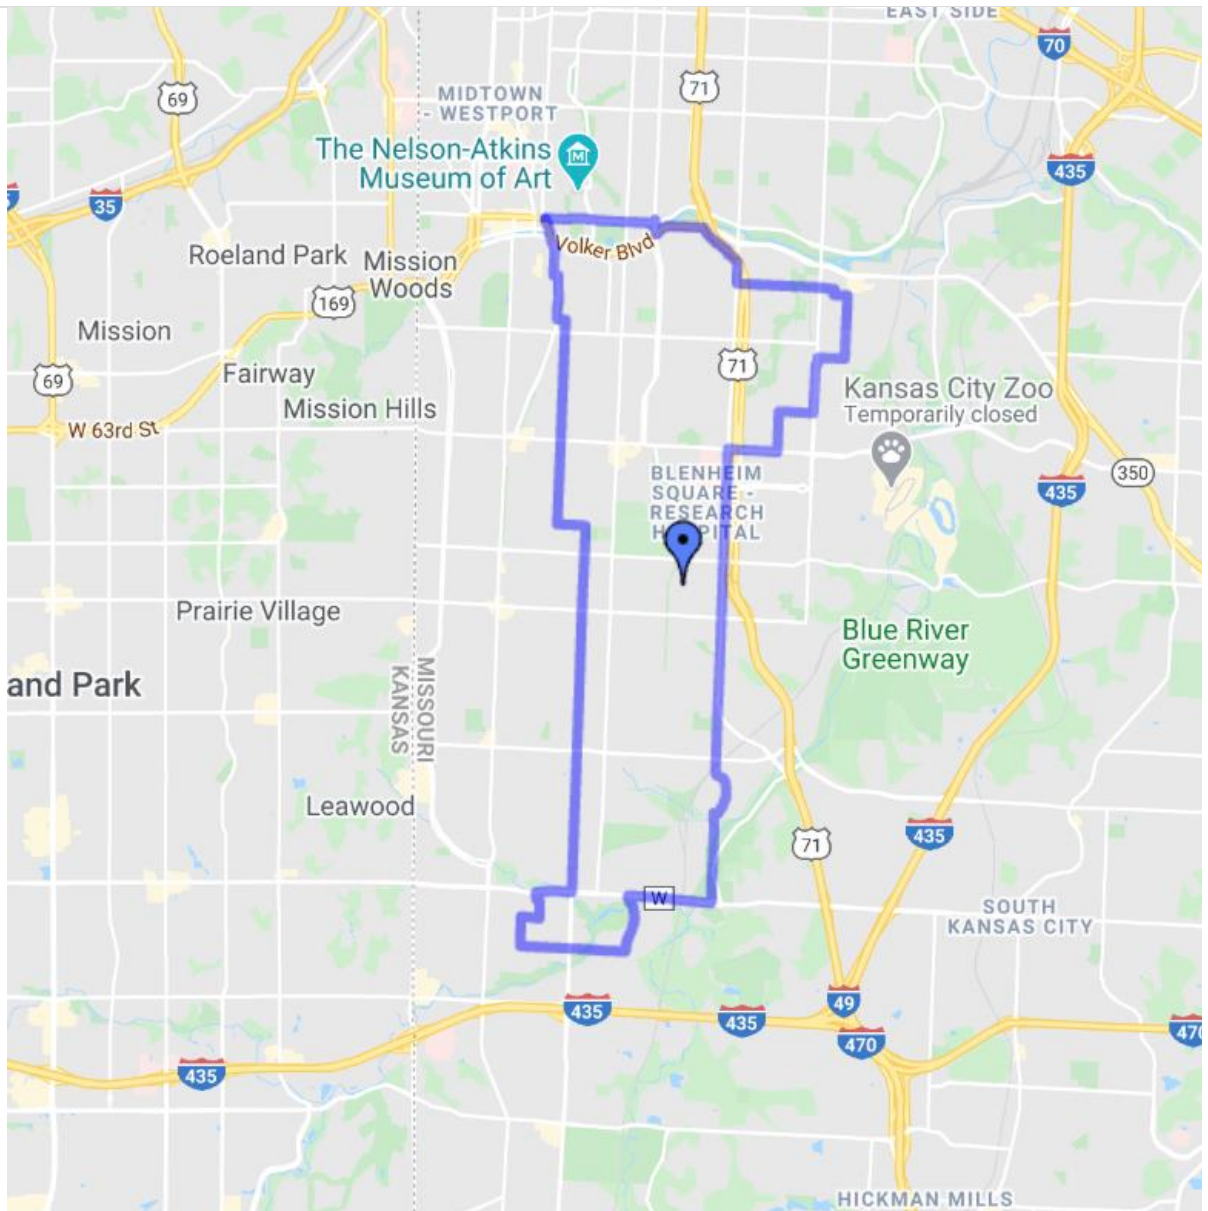 EAST SIDE
70
69
71
MIDTOWN
- WESTPORT
The Nelson-Atkins
Museum of Art
M
435
35
Volker Blvd
Roeland Park
Mission
Woods
169
Mission
71
69
Fairway
Kansas City Zoo
Temporarily closed
Mission Hills
W 63rd St
BLENHEIM
SQUARE -
RESEARCH
350
435
Prairie Village
Blue River
Greenway
and Park
MISSOURI
KANSAS
Leawood
435
71
W
SOUTH
KANSAS CITY
49
435
435
470
470
435
HICKMAN MILLS